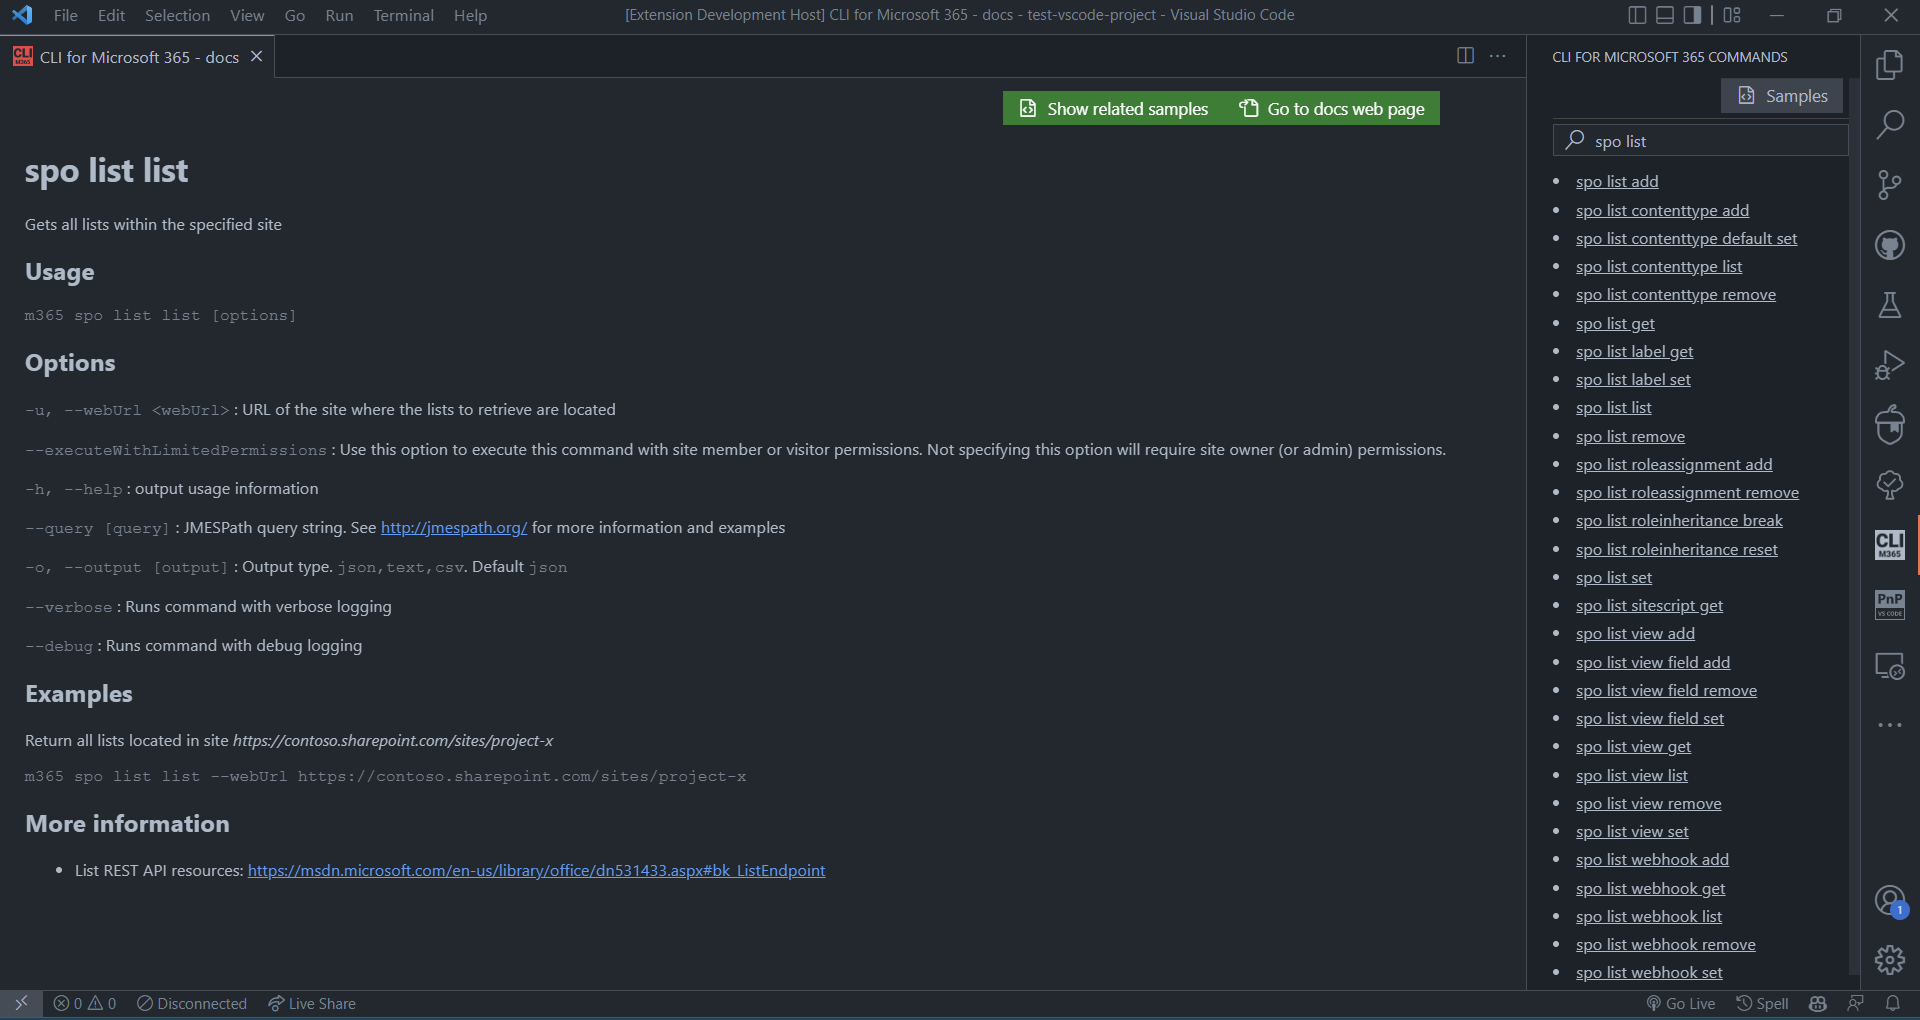 File Edit Selection View Go Run Terminal Help
[Extension Development Host] CLI for Microsoft 365 - docs - test-vscode-project - Visual Studio Code
CLI M365 CLI for Microsoft 365 - docs
Show related samples Go to docs web page
spo list list
Gets all lists within the specified site
Usage
m365 spo list list [options]
Options
-u, --webUrl <webUrl> : URL of the site where the lists to retrieve are located
--executeWithLimitedPermissions : Use this option to execute this command with site member or visitor permissions. Not specifying this option will require site owner (or admin) permissions.
-h, --help : output usage information
--query [query] : JMESPath query string. See http://jmespath.org/ for more information and examples
-o, --output [output] : Output type. json,text,csv. Default json
--verbose : Runs command with verbose logging
--debug : Runs command with debug logging
Examples
Return all lists located in site https://contoso.sharepoint.com/sites/project-x
m365 spo list list --webUrl https://contoso.sharepoint.com/sites/project-x
More information
• List REST API resources: https://msdn.microsoft.com/en-us/library/office/dn531433.aspx#bk_ListEndpoint
CLI FOR MICROSOFT 365 COMMANDS
Samples
spo list
• spo list add
• spo list contenttype add
• spo list contenttype default set
• spo list contenttype list
• spo list contenttype remove
• spo list get
• spo list label get
• spo list label set
• spo list list
• spo list remove
• spo list roleassignment add
• spo list roleassignment remove
• spo list roleinheritance break
• spo list roleinheritance reset
• spo list set
• spo list sitescript get
• spo list view add
• spo list view field add
• spo list view field remove
• spo list view field set
• spo list view get
• spo list view list
• spo list view remove
• spo list view set
• spo list webhook add
• spo list webhook get
• spo list webhook list
• spo list webhook remove
• spo list webhook set
CLI
M365
PnP
VS CODE
1
0 0 Disconnected Live Share
Go Live Spell